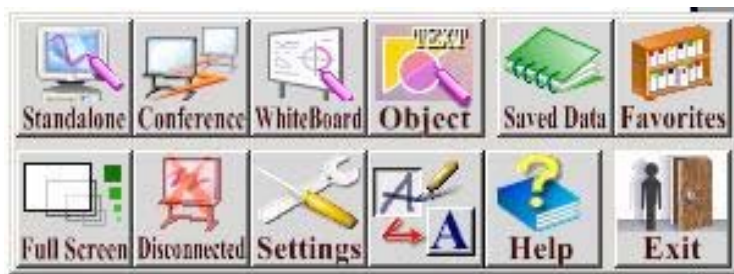 TEXT
Standalone Conference WhiteBoard Object Saved Data Favorites
A
A
Full Screen Disconnected Settings Help Exit